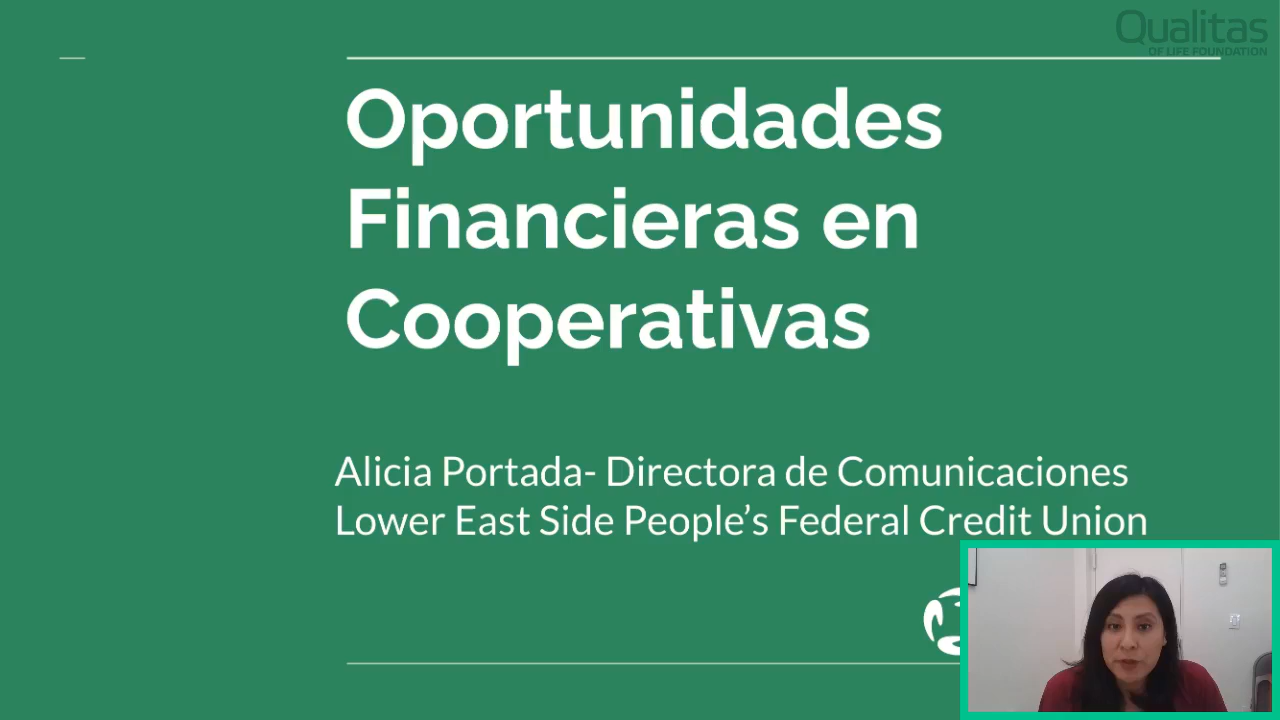 Qualitas
OF LIFE FOUNDATION
Oportunidades
Financieras en
Cooperativas
Alicia Portada- Directora de Comunicaciones
Lower East Side People’s Federal Credit Union